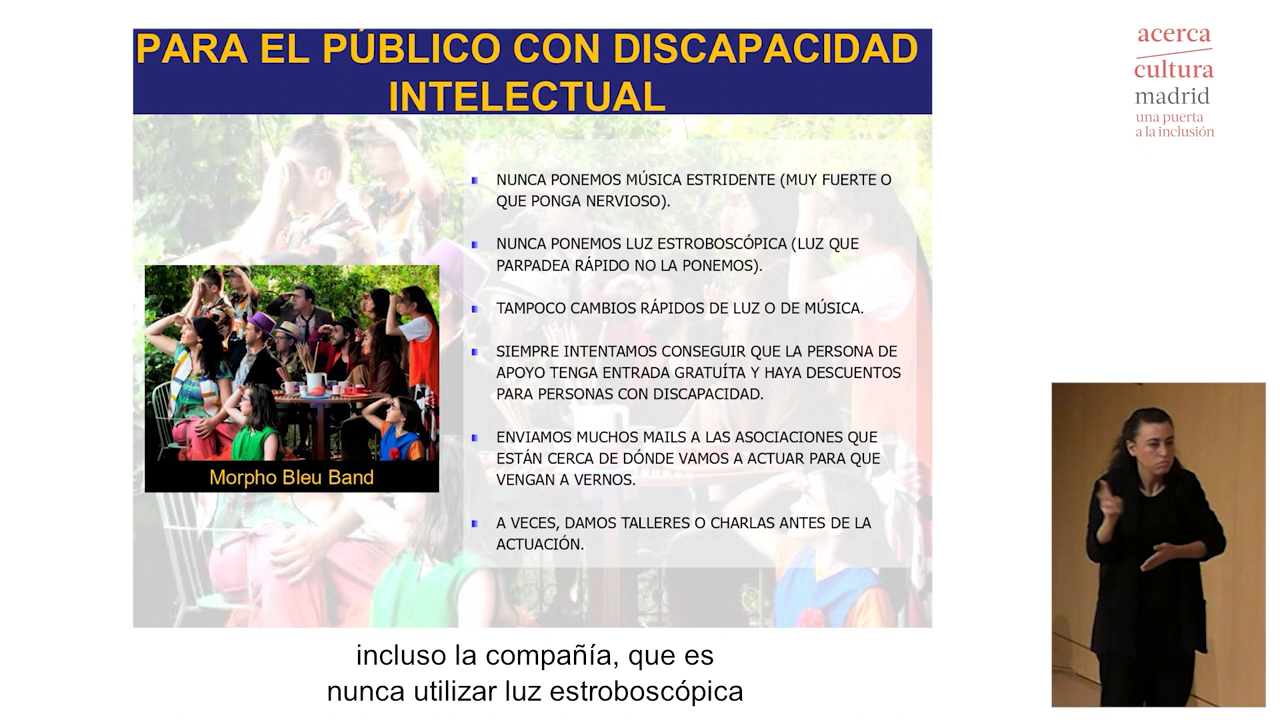 PARA EL PÚBLICO CON DISCAPACIDAD
INTELECTUAL
acerca
cultura
madrid
una puerta
a la inclusión
NUNCA PONEMOS MÚSICA ESTRIDENTE (MUY FUERTE O
QUE PONGA NERVIOSO).
NUNCA PONEMOS LUZ ESTROBOSCÓPICA (LUZ QUE
PARPADEA RÁPIDO NO LA PONEMOS).
TAMPOCO CAMBIOS RÁPIDOS DE LUZ O DE MÚSICA.
SIEMPRE INTENTAMOS CONSEGUIR QUE LA PERSONA DE
APOYO TENGA ENTRADA GRATUÍTA Y HAYA DESCUENTOS
PARA PERSONAS CON DISCAPACIDAD.
ENVIAMOS MUCHOS MAILS A LAS ASOCIACIONES QUE
ESTÁN CERCA DE DÓNDE VAMOS A ACTUAR PARA QUE
VENGAN A VERNOS.
A VECES, DAMOS TALLERES O CHARLAS ANTES DE LA
ACTUACIÓN.
Morpho Bleu Band
incluso la compañía, que es
nunca utilizar luz estroboscópica